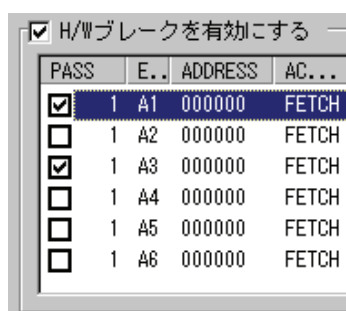 H/Wブレークを有効にする
PASS E.. ADDRESS AC...
1 A1 000000 FETCH
1 A2 000000 FETCH
1 A3 000000 FETCH
1 A4 000000 FETCH
1 A5 000000 FETCH
1 A6 000000 FETCH